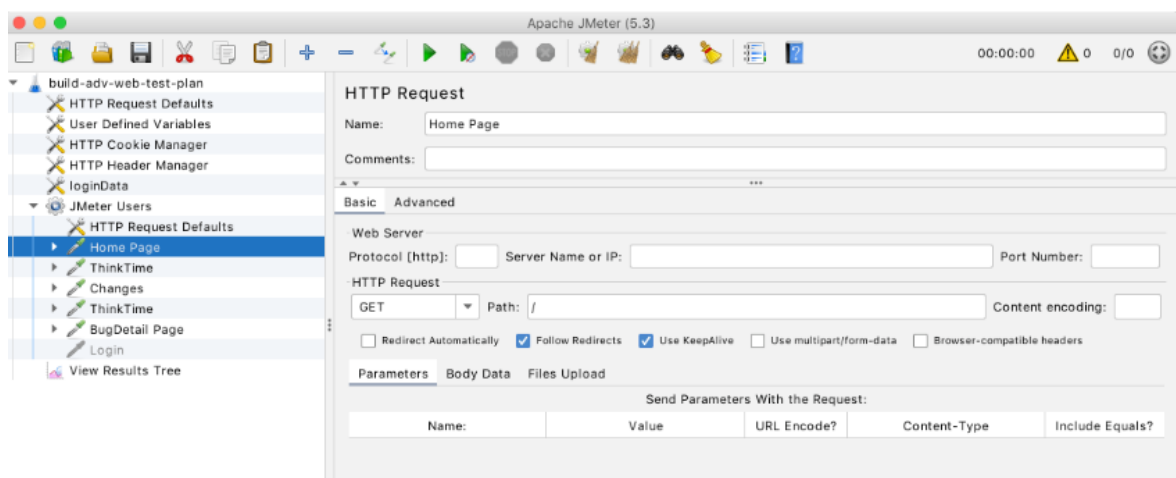 Apache JMeter (5.3)
00:00:00 0 0/0
build-adv-web-test-plan
HTTP Request Defaults
User Defined Variables
HTTP Cookie Manager
HTTP Header Manager
loginData
JMeter Users
HTTP Request Defaults
Home Page
ThinkTime
Changes
ThinkTime
BugDetail Page
Login
View Results Tree
HTTP Request
Name: Home Page
Comments:
Basic Advanced
Web Server
Protocol [http]: Server Name or IP: Port Number:
HTTP Request
GET Path: / Content encoding:
Redirect Automatically Follow Redirects Use KeepAlive Use multipart/form-data Browser-compatible headers
Parameters Body Data Files Upload
Send Parameters With the Request:
Name: Value URL Encode? Content-Type Include Equals?